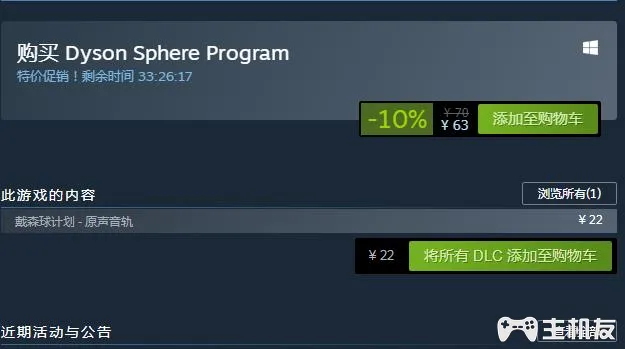 购买 Dyson Sphere Program
特价促销！剩余时间 33:26:17
-10%
¥ 70
¥ 63
添加至购物车
此游戏的内容
浏览所有(1)
戴森球计划 - 原声音轨
¥ 22
¥ 22
将所有 DLC 添加至购物车
近期活动与公告
主机友